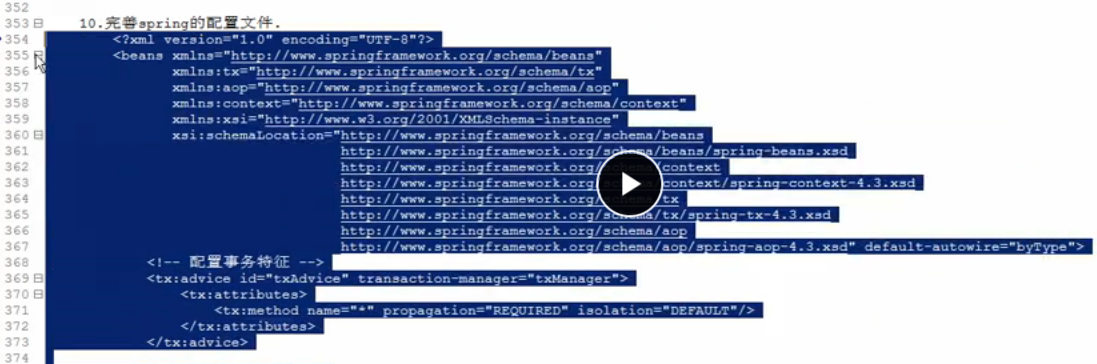 352
353 10.完善spring的配置文件.
354 <?xml version="1.0" encoding="UTF-8"?>
355 <beans xmlns="http://www.springframework.org/schema/beans"
356 xmlns:tx="http://www.springframework.org/schema/tx"
357 xmlns:aop="http://www.springframework.org/schema/aop"
358 xmlns:context="http://www.springframework.org/schema/context"
359 xmlns:xsi="http://www.w3.org/2001/XMLSchema-instance"
360 xsi:schemaLocation="http://www.springframework.org/schema/beans
361 http://www.springframework.org/schema/beans/spring-beans.xsd
362 http://www.springframework.org/schema/context
363 http://www.springframework.org/schema/context/spring-context-4.3.xsd
364 http://www.springframework.org/schema/tx
365 http://www.springframework.org/schema/tx/spring-tx-4.3.xsd
366 http://www.springframework.org/schema/aop
367 http://www.springframework.org/schema/aop/spring-aop-4.3.xsd" default-autowire="byType">
368 <!-- 配置事务特征 -->
369 <tx:advice id="txAdvice" transaction-manager="txManager">
370 <tx:attributes>
371 <tx:method name="*" propagation="REQUIRED" isolation="DEFAULT"/>
372 </tx:attributes>
373 </tx:advice>
374